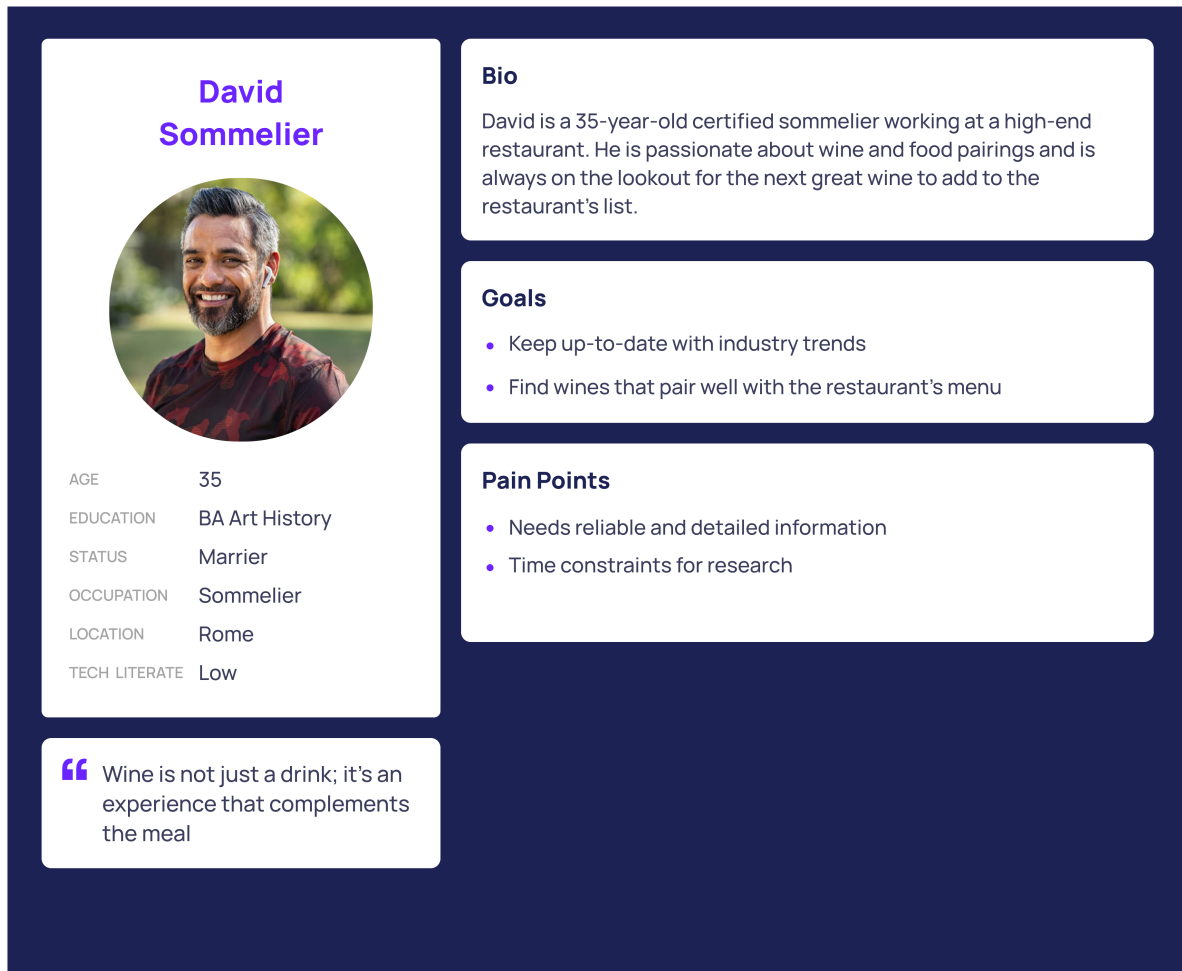 David
Sommelier
AGE 35
EDUCATION BA Art History
STATUS Marrier
OCCUPATION Sommelier
LOCATION Rome
TECH LITERATE Low
“ Wine is not just a drink; it’s an
experience that complements
the meal
Bio
David is a 35-year-old certified sommelier working at a high-end
restaurant. He is passionate about wine and food pairings and is
always on the lookout for the next great wine to add to the
restaurant’s list.
Goals
• Keep up-to-date with industry trends
• Find wines that pair well with the restaurant’s menu
Pain Points
• Needs reliable and detailed information
• Time constraints for research